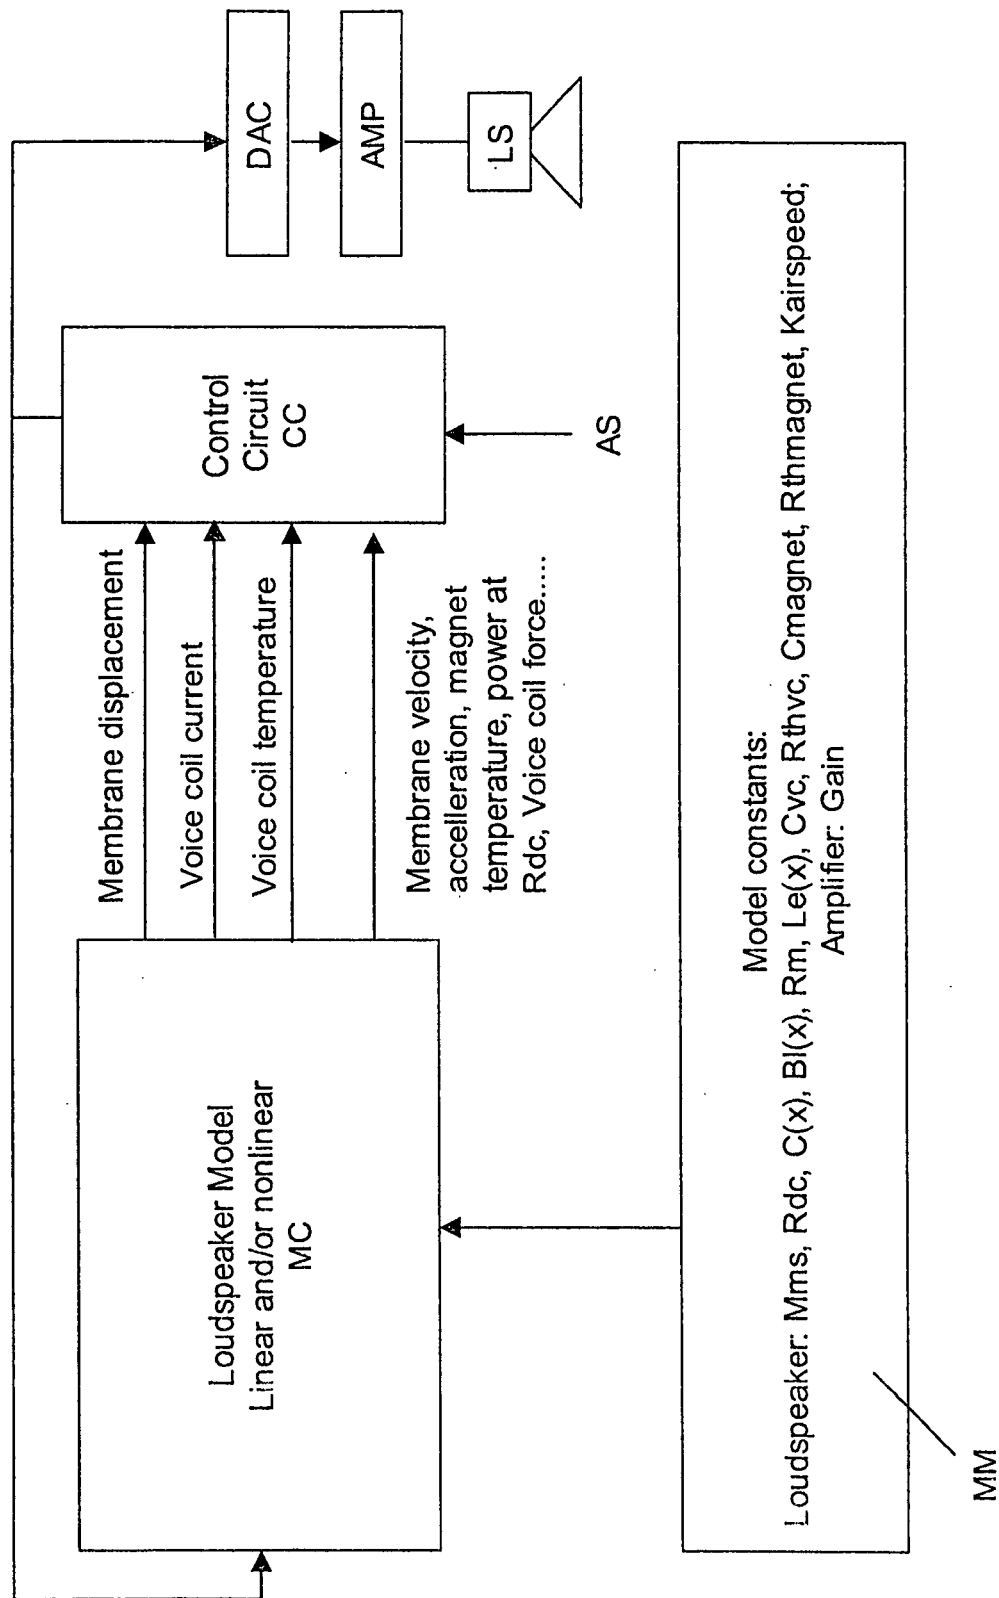 Loudspeaker Model
Linear and/or nonlinear
MC
Membrane displacement
Voice coil current
Voice coil temperature
Membrane velocity,
accelleration, magnet
temperature, power at
Rdc, Voice coil force.....
Control
Circuit
CC
AS
DAC
AMP
LS
Model constants:
Loudspeaker: Mms, Rdc, C(x), Bl(x), Rm, Le(x), Cvc, Rthvc, Cmagnet, Rthmagnet, Kairspeed;
Amplifier: Gain
MM